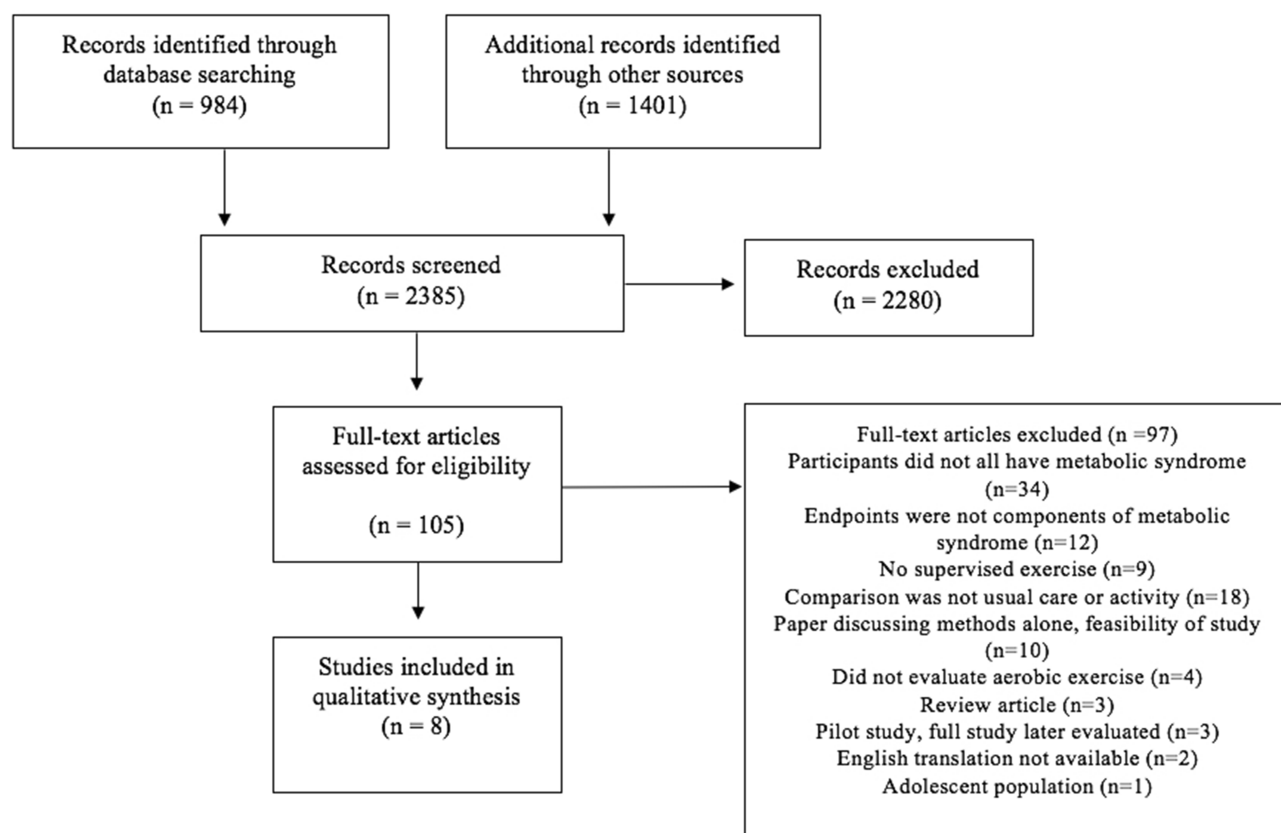 Records identified through
database searching
(n = 984)
Additional records identified
through other sources
(n = 1401)
Records screened
(n = 2385)
Records excluded
(n = 2280)
Full-text articles
assessed for eligibility
(n = 105)
Full-text articles excluded (n =97)
Participants did not all have metabolic syndrome
(n=34)
Endpoints were not components of metabolic
syndrome (n=12)
No supervised exercise (n=9)
Comparison was not usual care or activity (n=18)
Paper discussing methods alone, feasibility of study
(n=10)
Did not evaluate aerobic exercise (n=4)
Review article (n=3)
Pilot study, full study later evaluated (n=3)
English translation not available (n=2)
Adolescent population (n=1)
Studies included in
qualitative synthesis
(n = 8)